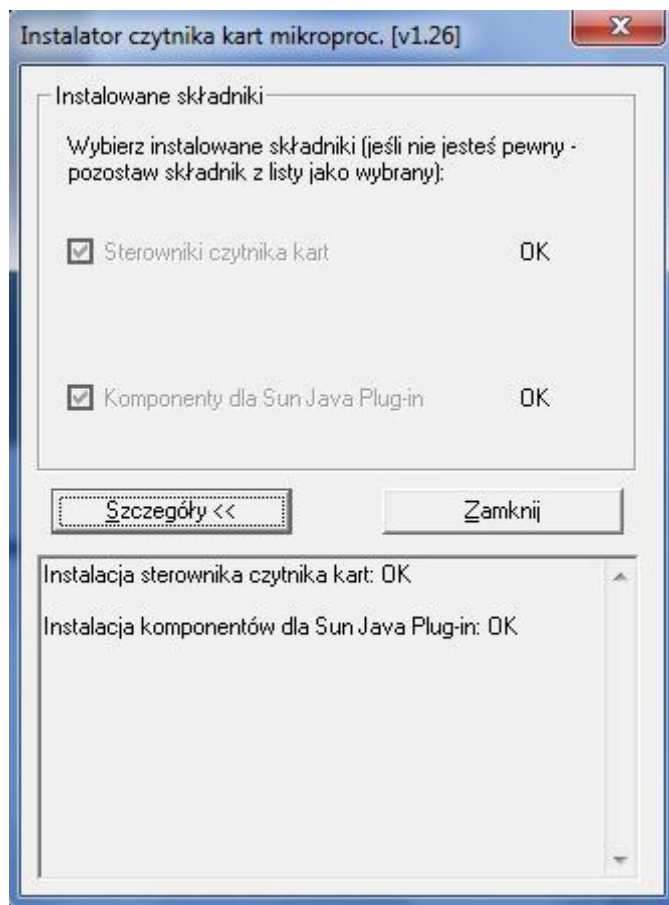 Instalator czytnika kart mikroproc. [v1.26]
Instalowane składniki
Wybierz instalowane składniki (jeśli nie jesteś pewny -
pozostaw składnik z listy jako wybrany):
Sterowniki czytnika kart OK
Komponenty dla Sun Java Plug-in OK
Szczegóły << Zamknij
Instalacja sterownika czytnika kart: OK
Instalacja komponentów dla Sun Java Plug-in: OK